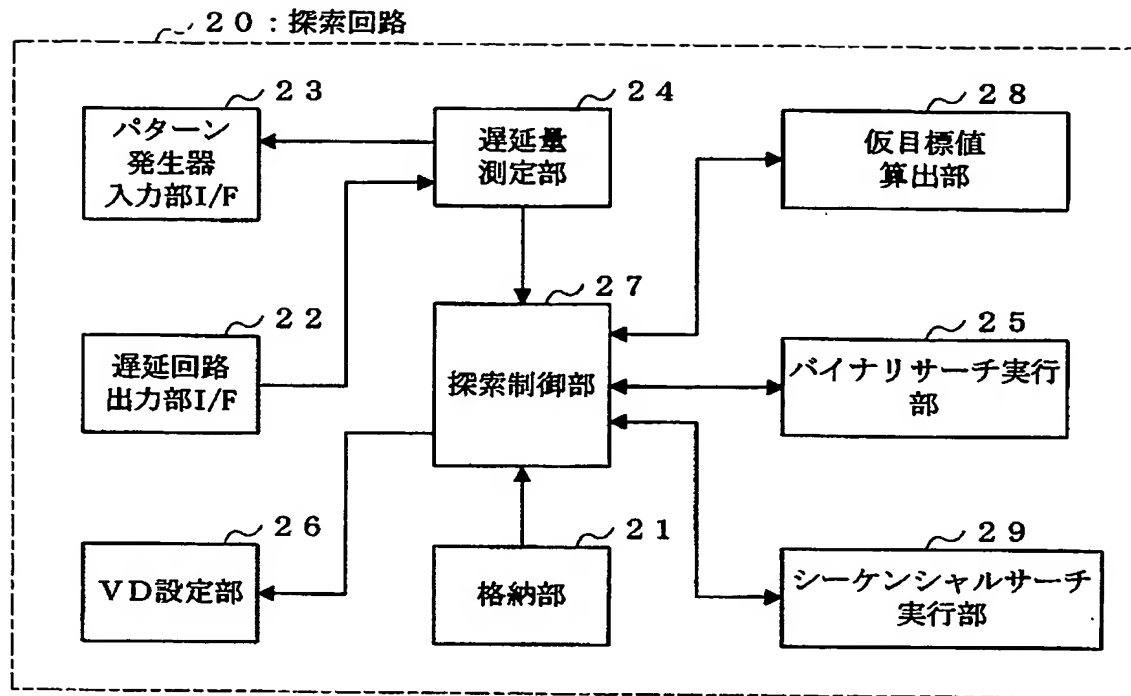 ２０：探索回路
２３
パターン
発生器
入力部I/F
２４
遅延量
測定部
２８
仮目標値
算出部
２２
遅延回路
出力部I/F
２７
探索制御部
２５
バイナリサーチ実行
部
２６
ＶＤ設定部
２１
格納部
２９
シーケンシャルサーチ
実行部